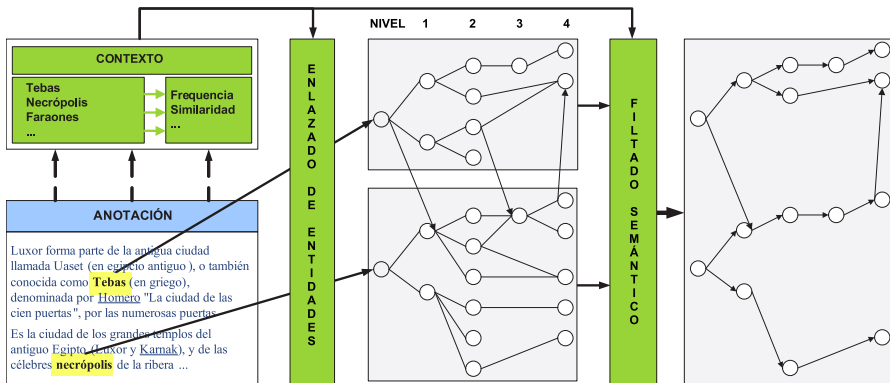 NIVEL 1 2 3 4
CONTEXTO
Tebas
Necrópolis
Faraones
...
Frequencia
Similaridad
...
ANOTACIÓN
Luxor forma parte de la antigua ciudad
llamada Uaset (en egipcio antiguo ), o también
conocida como Tebas (en griego),
denominada por Homero "La ciudad de las
cien puertas", por las numerosas puertas
Es la ciudad de los grandes templos del
antiguo Egipto (Luxor y Karnak), y de las
célebres necrópolis de la ribera ...
ENLAZADO DE ENTIDADES
FILTADO SEMÁNTICO